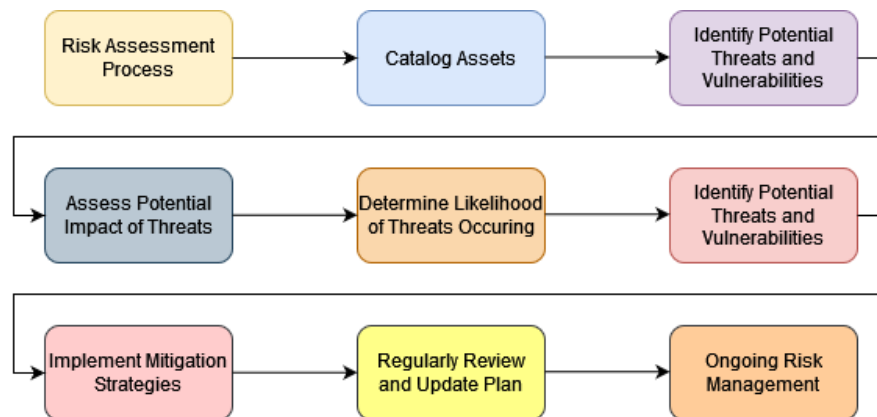 Risk Assessment
Process
Catalog Assets
Identify Potential
Threats and
Vulnerabilities
Assess Potential
Impact of Threats
Determine Likelihood
of Threats Occuring
Identify Potential
Threats and
Vulnerabilities
Implement Mitigation
Strategies
Regularly Review
and Update Plan
Ongoing Risk
Management